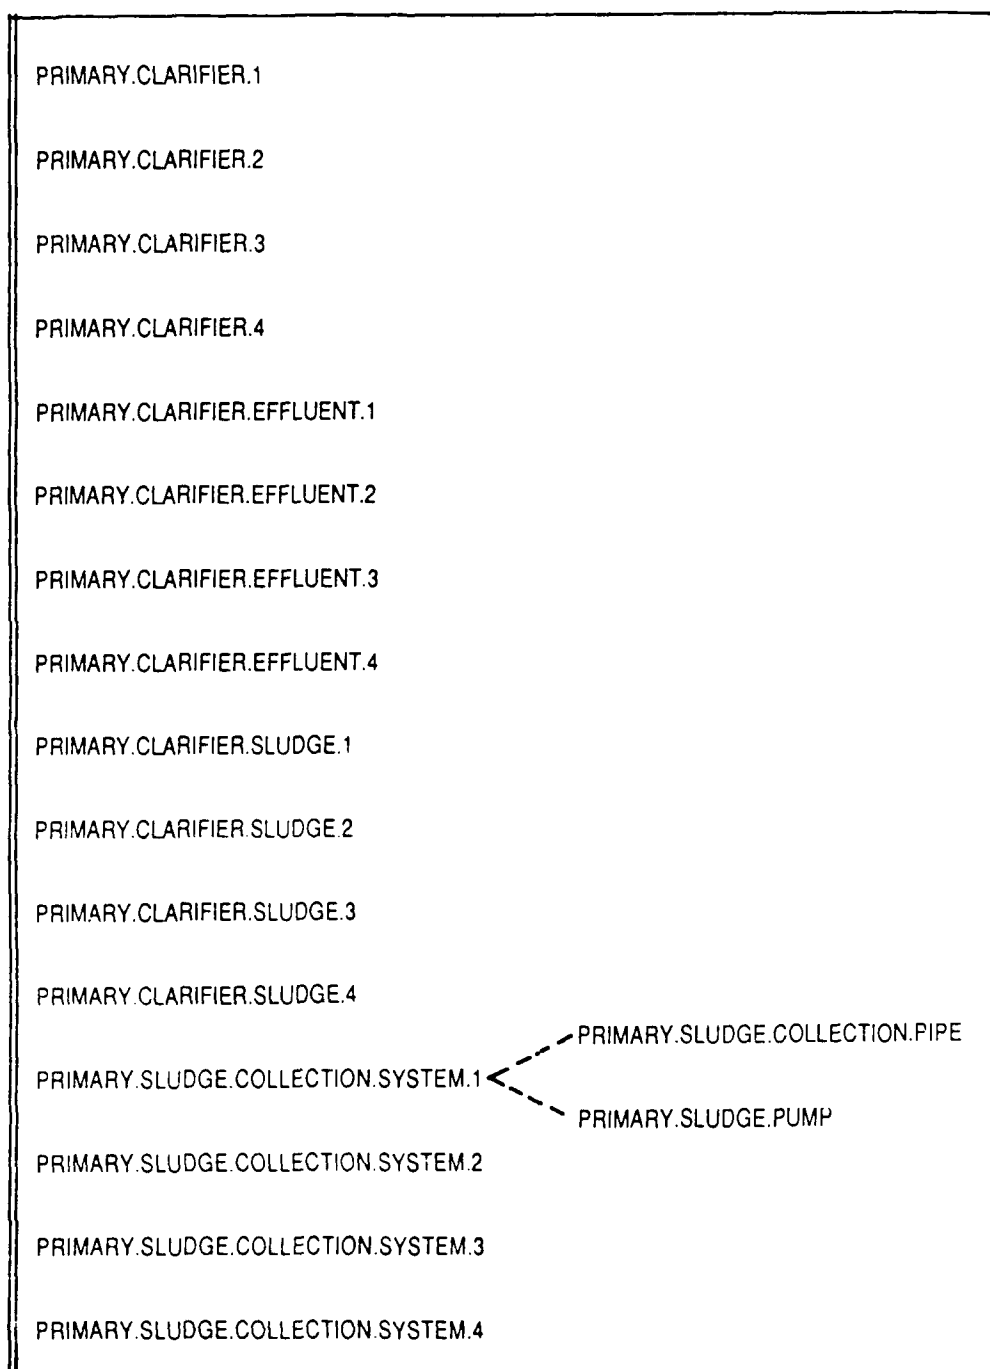 PRIMARY.CLARIFIER.1
PRIMARY.CLARIFIER.2
PRIMARY.CLARIFIER.3
PRIMARY.CLARIFIER.4
PRIMARY.CLARIFIER.EFFLUENT.1
PRIMARY.CLARIFIER.EFFLUENT.2
PRIMARY.CLARIFIER.EFFLUENT.3
PRIMARY.CLARIFIER.EFFLUENT.4
PRIMARY.CLARIFIER.SLUDGE.1
PRIMARY.CLARIFIER.SLUDGE.2
PRIMARY.CLARIFIER.SLUDGE.3
PRIMARY.CLARIFIER.SLUDGE.4
PRIMARY.SLUDGE.COLLECTION.PIPE
PRIMARY.SLUDGE.COLLECTION.SYSTEM.1
PRIMARY.SLUDGE.PUMP
PRIMARY.SLUDGE.COLLECTION.SYSTEM.2
PRIMARY.SLUDGE.COLLECTION.SYSTEM.3
PRIMARY.SLUDGE.COLLECTION.SYSTEM.4